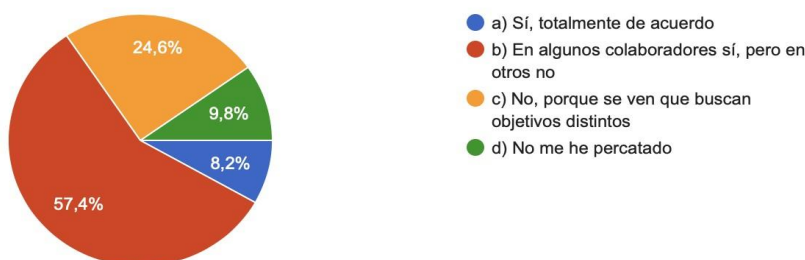 24,6%
9,8%
8,2%
57,4%
a) Sí, totalmente de acuerdo
b) En algunos colaboradores sí, pero en
otros no
c) No, porque se ven que buscan
objetivos distintos
d) No me he percatado